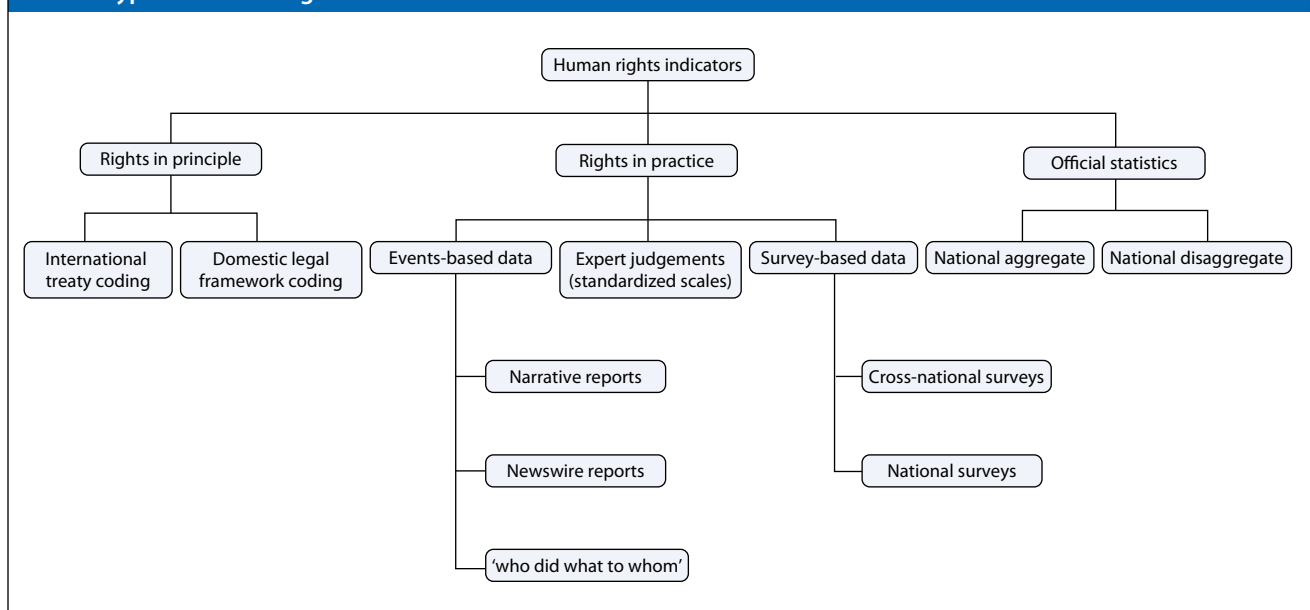 Human rights indicators
Rights in principle
Rights in practice
Official statistics
International
treaty coding
Domestic legal
framework coding
Events-based data
Expert judgements
(standardized scales)
Survey-based data
National aggregate
National disaggregate
Narrative reports
Cross-national surveys
Newswire reports
National surveys
‘who did what to whom’